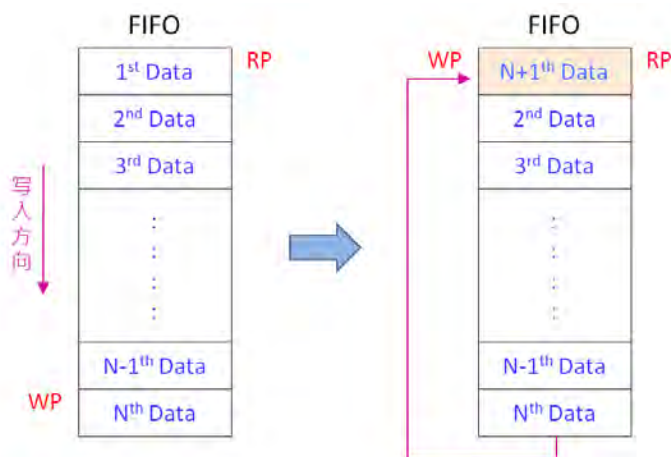 FIFO
1st Data
RP
2nd Data
3rd Data
写入方向
N-1th Data
WP
Nth Data
FIFO
WP
N+1th Data
RP
2nd Data
3rd Data
N-1th Data
Nth Data